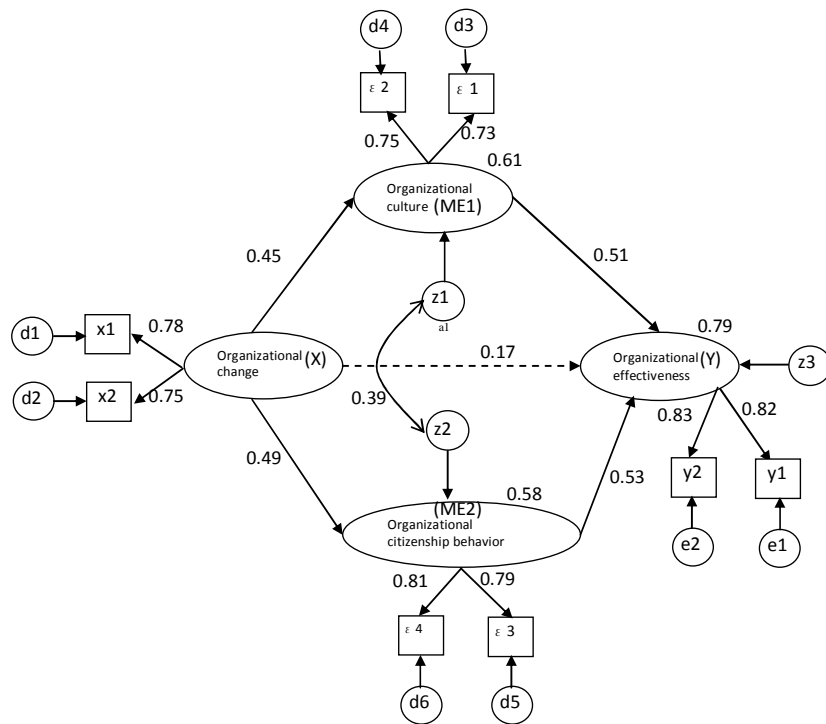 d4
d3
ε 2
ε 1
0.75
0.73
0.61
Organizational
culture (ME1)
0.45
0.51
z1
a1
d1
x1
0.78
0.79
Organizational (X)
change
0.17
Organizational (Y)
effectiveness
z3
d2
x2
0.75
0.39
z2
0.83
0.82
0.49
0.53
y2
y1
0.58
(ME2)
Organizational
citizenship behavior
e2
e1
0.81
0.79
ε 4
ε 3
d6
d5